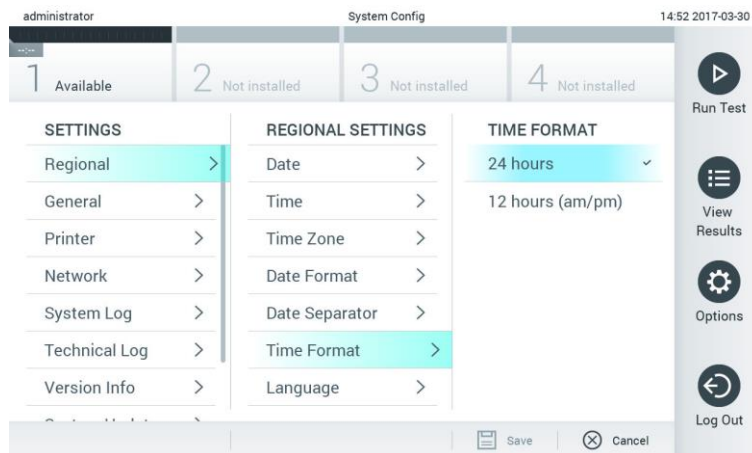 administrator
System Config
14:52 2017-03-30
--:--
1 Available
2 Not installed
3 Not installed
4 Not installed
SETTINGS
Regional
General
Printer
Network
System Log
Technical Log
Version Info
REGIONAL SETTINGS
Date
Time
Time Zone
Date Format
Date Separator
Time Format
Language
TIME FORMAT
24 hours
12 hours (am/pm)
Run Test
View
Results
Options
Log Out
Save
Cancel